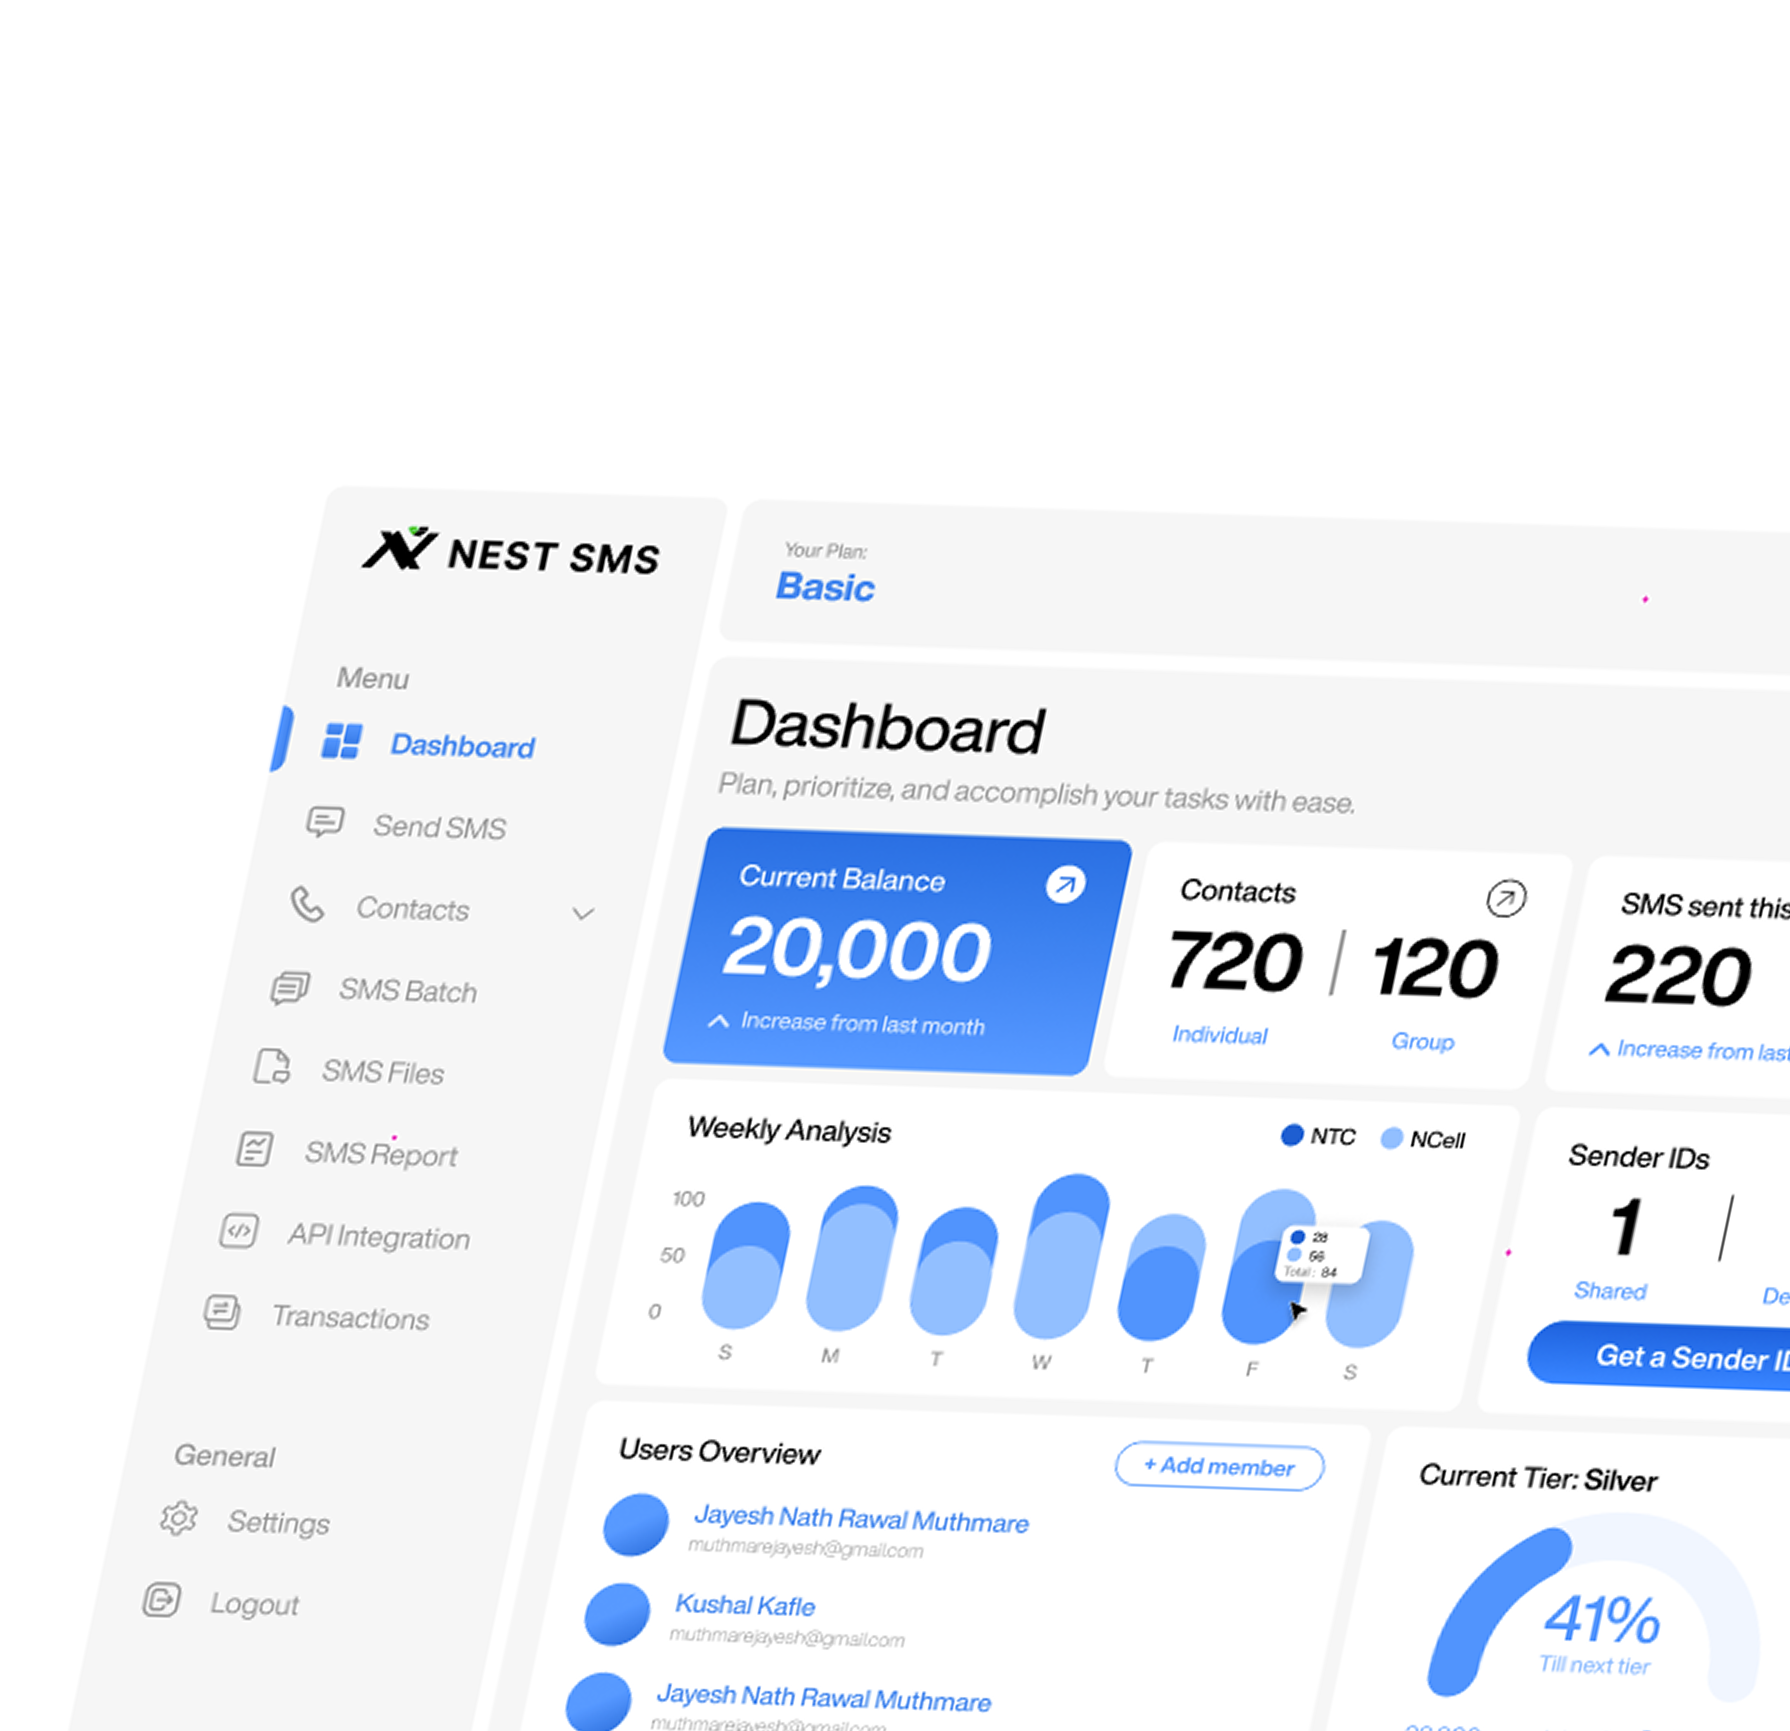 NEST SMS
Menu
Dashboard
Send SMS
Contacts
SMS Batch
SMS Files
SMS Report
API Integration
Transactions
General
Settings
Logout
Your Plan:
Basic
Dashboard
Plan, prioritize, and accomplish your tasks with ease.
Current Balance
20,000
Increase from last month
Contacts
720 | 120
Individual Group
SMS sent this
220
Increase from last
Weekly Analysis
NTC NCell
100
50
0
28
56
Total: 84
S M T W T F S
Sender IDs
1 |
Shared De
Get a Sender ID
Users Overview
+ Add member
Jayesh Nath Rawal Muthmare
muthmarejayesh@gmail.com
Kushal Kafle
muthmarejayesh@gmail.com
Jayesh Nath Rawal Muthmare
muthmarejayesh@gmail.com
Current Tier: Silver
41%
Till next tier